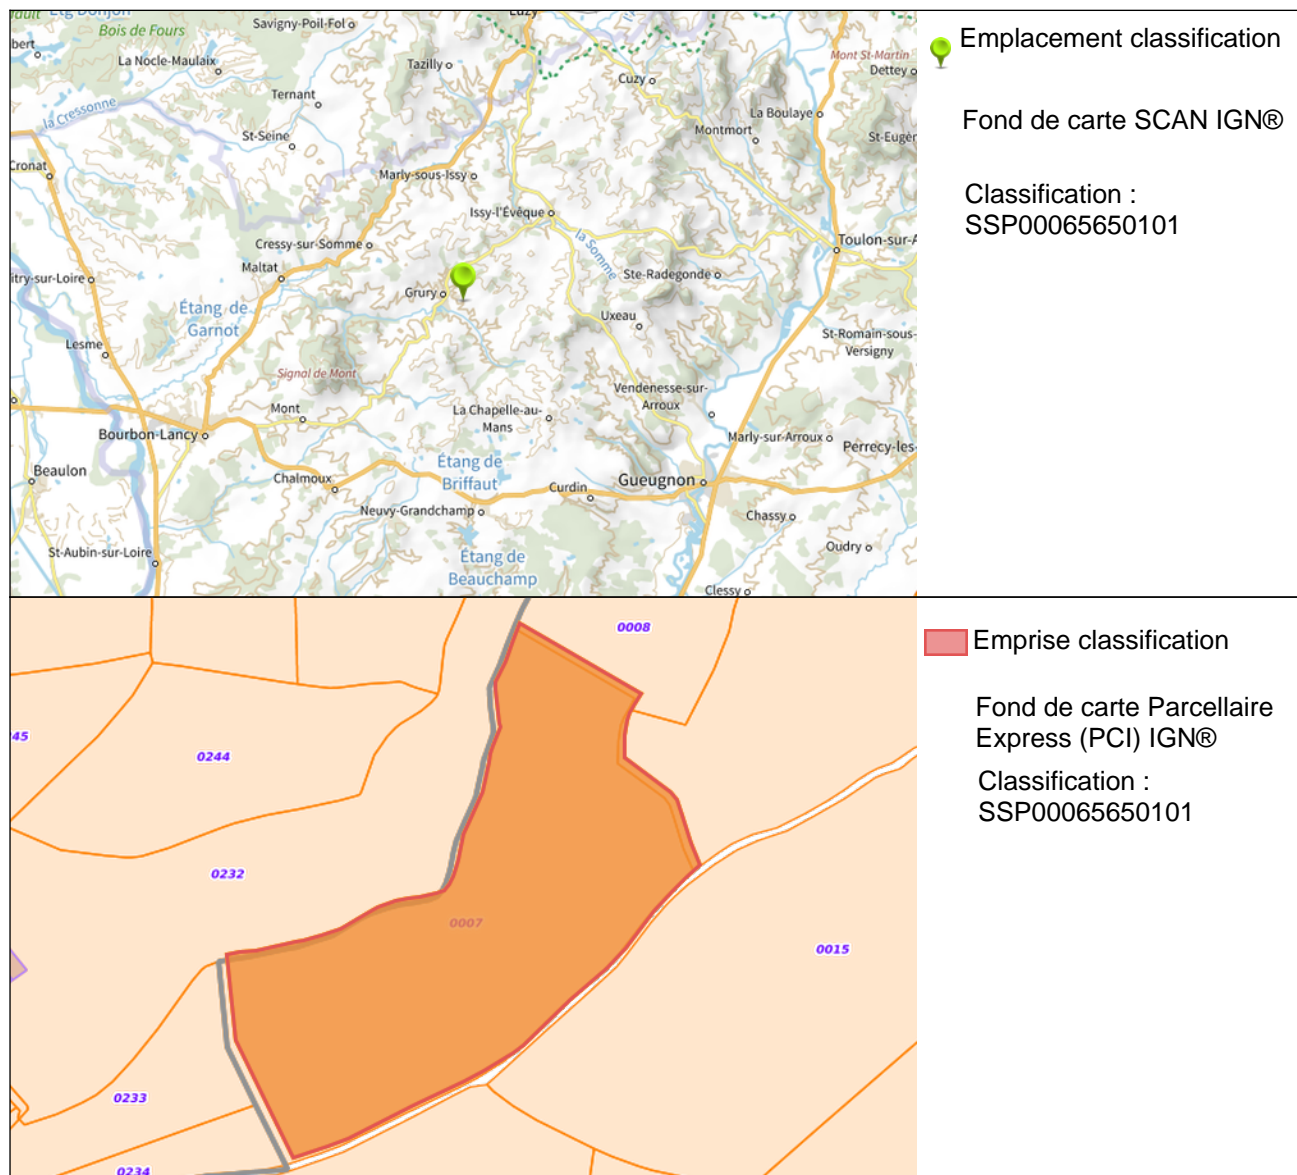 Etg Donjon
Luzy
Bois de Fours
Savigny-Poil-Fol
La Nocle-Maulaix
Tazilly
Cuzy
Mont St-Martin
Dettey
Ternant
la Cressonne
La Boulaye
St-Seine
Montmort
Cronat
Marly-sous-Issy
Issy-l'Évêque
la Somme
Cressy-sur-Somme
Maltat
Toulon-sur-A
itry-sur-Loire
Ste-Radegonde
Étang de
Garnot
Grury
Uxeau
St-Romain-sous-
Versigny
Lesme
Signal de Mont
Vendenesse-sur-
Arroux
Mont
La Chapelle-au-
Mans
Bourbon-Lancy
Marly-sur-Arroux
Perrecy-les-
Beaulon
Chalmoux
Étang de
Briffaut
Curdin
Gueugnon
Neuvy-Grandchamp
Chassy
St-Aubin-sur-Loire
Étang de
Beauchamp
Oudry
Clessy
Emplacement classification
Fond de carte SCAN IGN®
Classification :
SSP00065650101
0008
0244
0232
0007
0015
0233
0234
Emprise classification
Fond de carte Parcellaire
Express (PCI) IGN®
Classification :
SSP00065650101